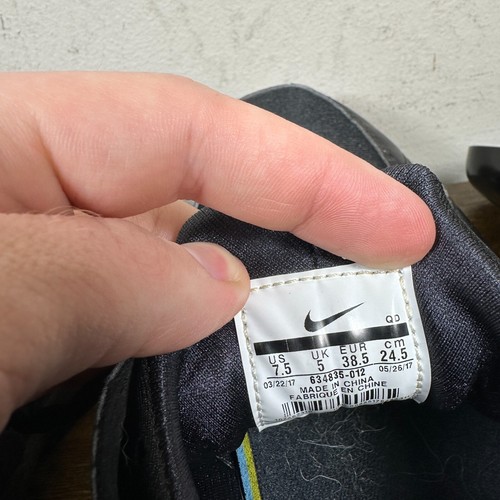 QD
US UK EUR cm
7.5 5 38.5 24.5
03/22/17 634835-012 05/26/17
MADE IN CHINA
FABRIQUÉ EN CHINE